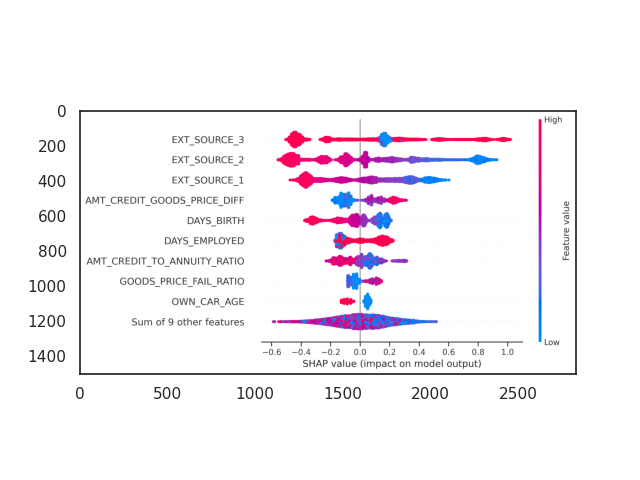 0
200
400
600
800
1000
1200
1400
High
EXT_SOURCE_3
EXT_SOURCE_2
EXT_SOURCE_1
AMT_CREDIT_GOODS_PRICE_DIFF
DAYS_BIRTH
DAYS_EMPLOYED
AMT_CREDIT_TO_ANNUITY_RATIO
GOODS_PRICE_FAIL_RATIO
OWN_CAR_AGE
Sum of 9 other features
Feature value
Low
−0.6 −0.4 −0.2 0.0 0.2 0.4 0.6 0.8 1.0
SHAP value (impact on model output)
0 500 1000 1500 2000 2500